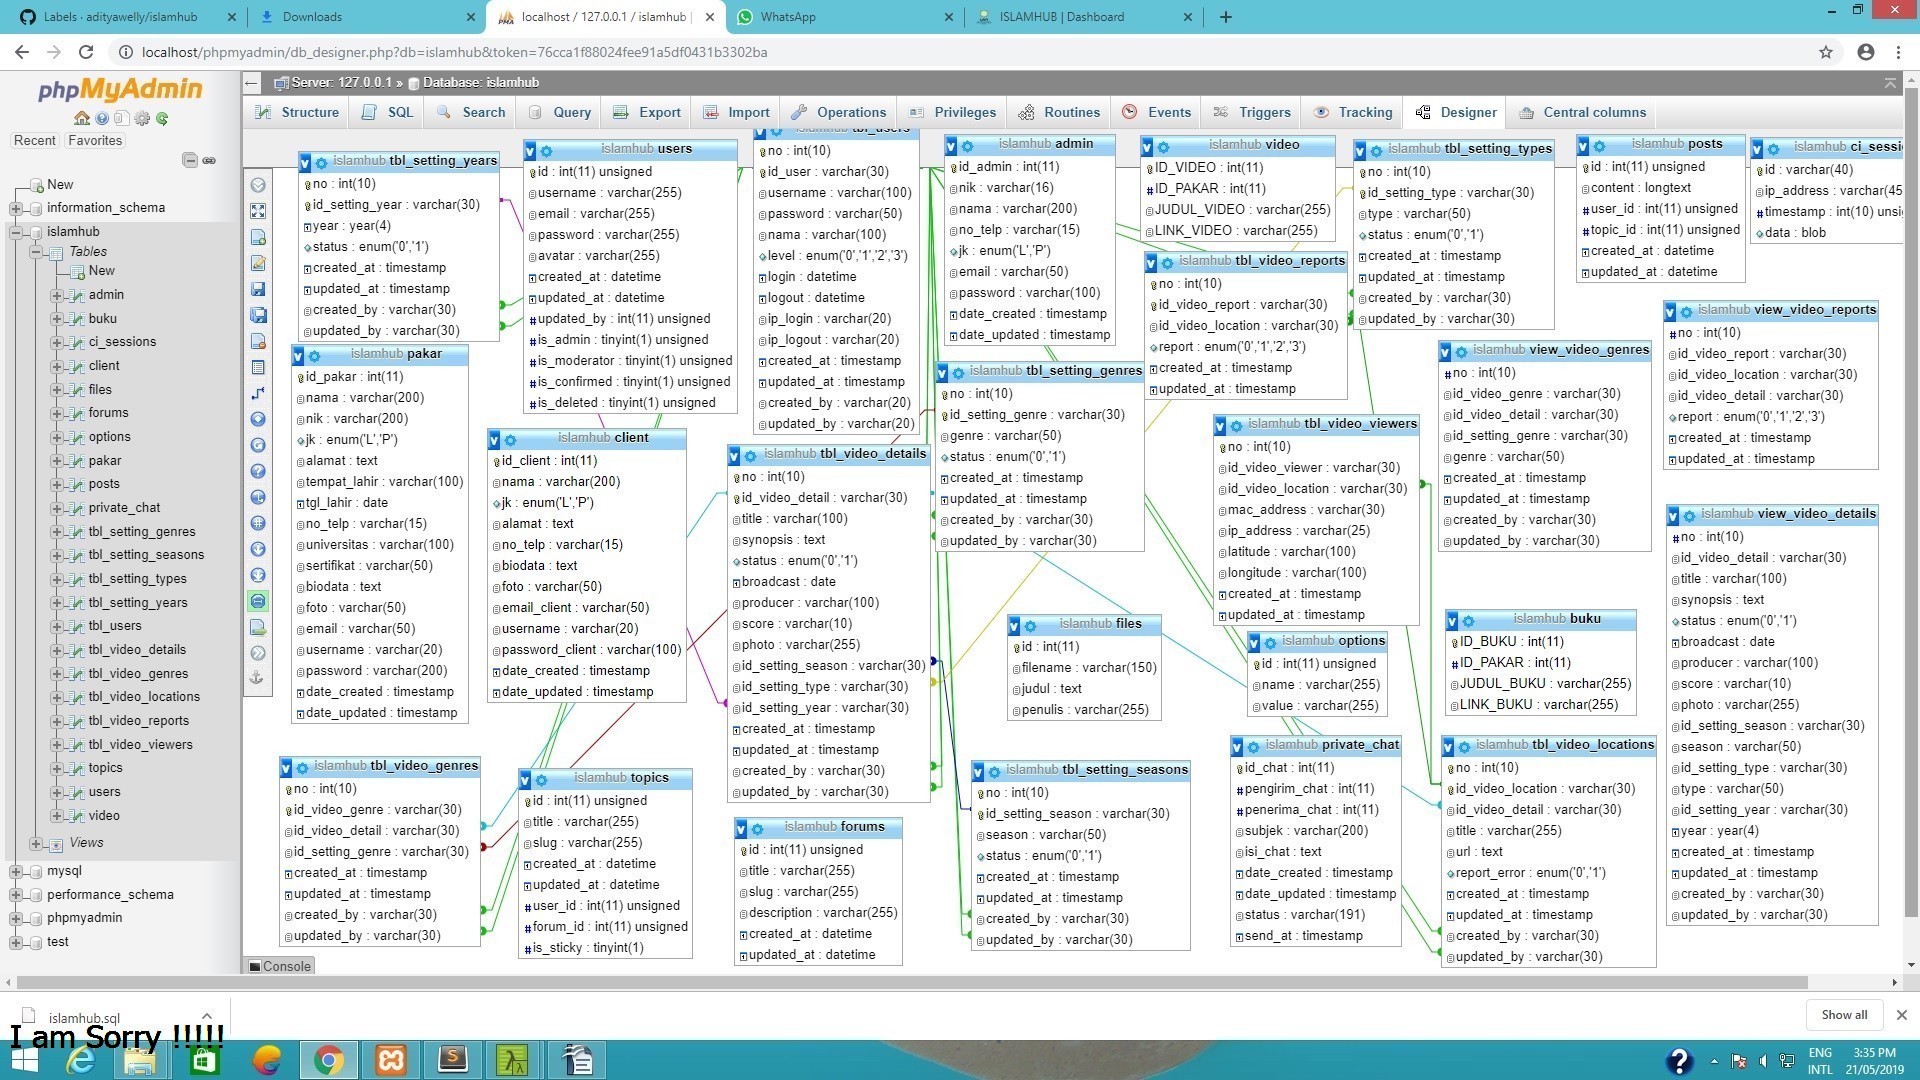 Labels · adityawelly/islamhub
Downloads
localhost / 127.0.0.1 / islamhub
WhatsApp
ISLAMHUB | Dashboard
localhost/phpmyadmin/db_designer.php?db=islamhub&token=76cca1f88024fee91a5df0431b3302ba
phpMyAdmin
Recent
Favorites
New
information_schema
islamhub
Tables
New
admin
buku
ci_sessions
client
files
forums
options
pakar
posts
private_chat
tbl_setting_genres
tbl_setting_seasons
tbl_setting_types
tbl_setting_years
tbl_users
tbl_video_details
tbl_video_genres
tbl_video_locations
tbl_video_reports
tbl_video_viewers
topics
users
video
Views
mysql
performance_schema
phpmyadmin
test
Server: 127.0.0.1 » Database: islamhub
Structure SQL Search Query Export Import Operations Privileges Routines Events Triggers Tracking Designer Central columns
islamhub tbl_setting_years
no : int(10)
id_setting_year : varchar(30)
year : year(4)
status : enum('0','1')
created_at : timestamp
updated_at : timestamp
created_by : varchar(30)
updated_by : varchar(30)
islamhub pakar
id_pakar : int(11)
nama : varchar(200)
nik : varchar(200)
jk : enum('L','P')
alamat : text
tempat_lahir : varchar(100)
tgl_lahir : date
no_telp : varchar(15)
universitas : varchar(100)
sertifikat : varchar(50)
biodata : text
foto : varchar(50)
email : varchar(50)
username : varchar(20)
password : varchar(200)
date_created : timestamp
date_updated : timestamp
islamhub tbl_video_genres
no : int(10)
id_video_genre : varchar(30)
id_video_detail : varchar(30)
id_setting_genre : varchar(30)
created_at : timestamp
updated_at : timestamp
created_by : varchar(30)
updated_by : varchar(30)
islamhub users
id : int(11) unsigned
username : varchar(255)
email : varchar(255)
password : varchar(255)
avatar : varchar(255)
created_at : datetime
updated_at : datetime
updated_by : int(11) unsigned
is_admin : tinyint(1) unsigned
is_moderator : tinyint(1) unsigned
is_confirmed : tinyint(1) unsigned
is_deleted : tinyint(1) unsigned
islamhub client
id_client : int(11)
nama : varchar(200)
jk : enum('L','P')
alamat : text
no_telp : varchar(15)
biodata : text
foto : varchar(50)
email_client : varchar(50)
username : varchar(20)
password_client : varchar(100)
date_created : timestamp
date_updated : timestamp
islamhub topics
id : int(11) unsigned
title : varchar(255)
slug : varchar(255)
created_at : datetime
updated_at : datetime
user_id : int(11) unsigned
forum_id : int(11) unsigned
is_sticky : tinyint(1)
islamhub tbl_users
no : int(10)
id_user : varchar(30)
username : varchar(100)
password : varchar(50)
nama : varchar(100)
level : enum('0','1','2','3')
login : datetime
logout : datetime
ip_login : varchar(20)
ip_logout : varchar(20)
created_at : timestamp
updated_at : timestamp
created_by : varchar(20)
updated_by : varchar(20)
islamhub tbl_video_details
no : int(10)
id_video_detail : varchar(30)
title : varchar(100)
synopsis : text
status : enum('0','1')
broadcast : date
producer : varchar(100)
score : varchar(10)
photo : varchar(255)
id_setting_season : varchar(30)
id_setting_type : varchar(30)
id_setting_year : varchar(30)
created_at : timestamp
updated_at : timestamp
created_by : varchar(30)
updated_by : varchar(30)
islamhub forums
id : int(11) unsigned
title : varchar(255)
slug : varchar(255)
description : varchar(255)
created_at : datetime
updated_at : datetime
islamhub admin
id_admin : int(11)
nik : varchar(16)
nama : varchar(200)
no_telp : varchar(15)
jk : enum('L','P')
email : varchar(50)
password : varchar(100)
date_created : timestamp
date_updated : timestamp
islamhub tbl_setting_genres
no : int(10)
id_setting_genre : varchar(30)
genre : varchar(50)
status : enum('0','1')
created_at : timestamp
updated_at : timestamp
created_by : varchar(30)
updated_by : varchar(30)
islamhub files
id : int(11)
filename : varchar(150)
judul : text
penulis : varchar(255)
islamhub tbl_setting_seasons
no : int(10)
id_setting_season : varchar(30)
season : varchar(50)
status : enum('0','1')
created_at : timestamp
updated_at : timestamp
created_by : varchar(30)
updated_by : varchar(30)
islamhub video
ID_VIDEO : int(11)
ID_PAKAR : int(11)
JUDUL_VIDEO : varchar(255)
LINK_VIDEO : varchar(255)
islamhub tbl_video_reports
no : int(10)
id_video_report : varchar(30)
id_video_location : varchar(30)
report : enum('0','1','2','3')
created_at : timestamp
updated_at : timestamp
islamhub tbl_video_viewers
no : int(10)
id_video_viewer : varchar(30)
id_video_location : varchar(30)
mac_address : varchar(30)
ip_address : varchar(25)
latitude : varchar(100)
longitude : varchar(100)
created_at : timestamp
updated_at : timestamp
islamhub options
id : int(11) unsigned
name : varchar(255)
value : varchar(255)
islamhub private_chat
id_chat : int(11)
pengirim_chat : int(11)
penerima_chat : int(11)
subjek : varchar(200)
isi_chat : text
date_created : timestamp
date_updated : timestamp
status : varchar(191)
send_at : timestamp
islamhub tbl_setting_types
no : int(10)
id_setting_type : varchar(30)
type : varchar(50)
status : enum('0','1')
created_at : timestamp
updated_at : timestamp
created_by : varchar(30)
updated_by : varchar(30)
islamhub view_video_genres
no : int(10)
id_video_genre : varchar(30)
id_video_detail : varchar(30)
id_setting_genre : varchar(30)
genre : varchar(50)
created_at : timestamp
updated_at : timestamp
created_by : varchar(30)
updated_by : varchar(30)
islamhub buku
ID_BUKU : int(11)
ID_PAKAR : int(11)
JUDUL_BUKU : varchar(255)
LINK_BUKU : varchar(255)
islamhub tbl_video_locations
no : int(10)
id_video_location : varchar(30)
id_video_detail : varchar(30)
title : varchar(255)
url : text
report_error : enum('0','1')
created_at : timestamp
updated_at : timestamp
created_by : varchar(30)
updated_by : varchar(30)
islamhub posts
id : int(11) unsigned
content : longtext
user_id : int(11) unsigned
topic_id : int(11) unsigned
created_at : datetime
updated_at : datetime
islamhub ci_sessi
id : varchar(40)
ip_address : varchar(45
timestamp : int(10) unsi
data : blob
islamhub view_video_reports
no : int(10)
id_video_report : varchar(30)
id_video_location : varchar(30)
id_video_detail : varchar(30)
report : enum('0','1','2','3')
created_at : timestamp
updated_at : timestamp
islamhub view_video_details
no : int(10)
id_video_detail : varchar(30)
title : varchar(100)
synopsis : text
status : enum('0','1')
broadcast : date
producer : varchar(100)
score : varchar(10)
photo : varchar(255)
id_setting_season : varchar(30)
season : varchar(50)
id_setting_type : varchar(30)
type : varchar(50)
id_setting_year : varchar(30)
year : year(4)
created_at : timestamp
updated_at : timestamp
created_by : varchar(30)
updated_by : varchar(30)
Console
islamhub.sql
Show all
I am Sorry !!!!!
ENG
INTL
3:35 PM
21/05/2019